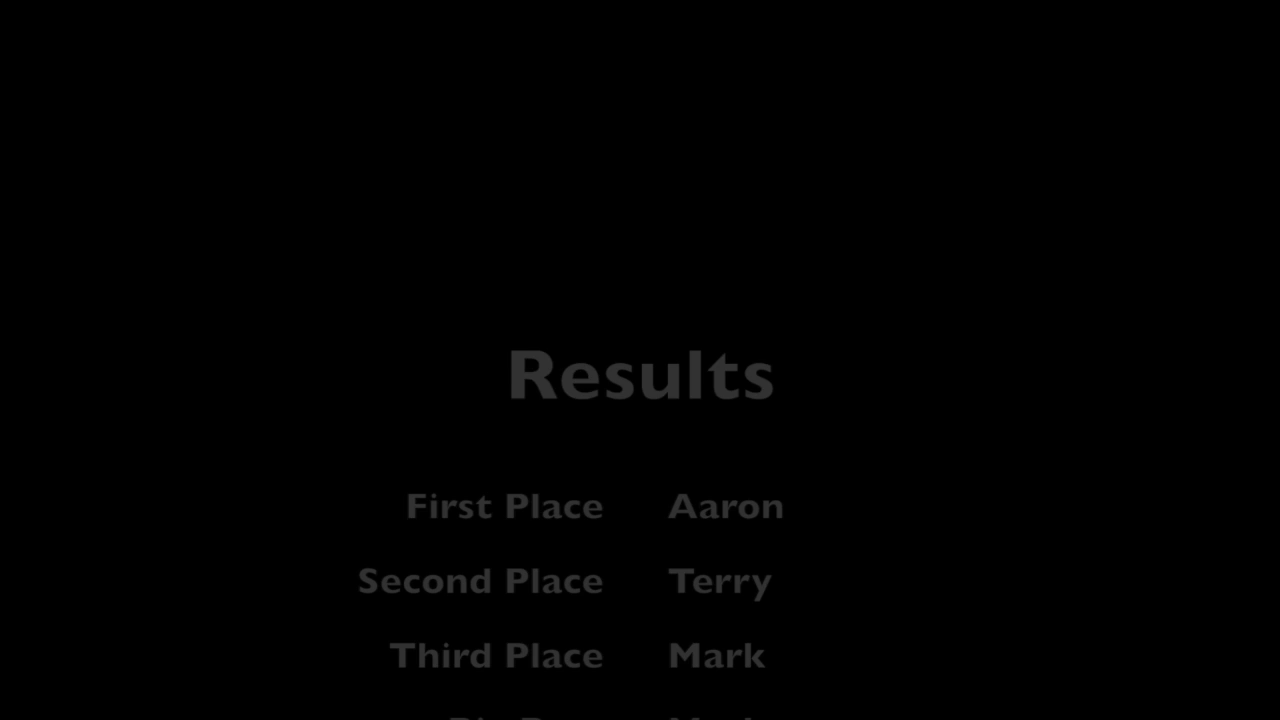 Results
First Place Aaron
Second Place Terry
Third Place Mark